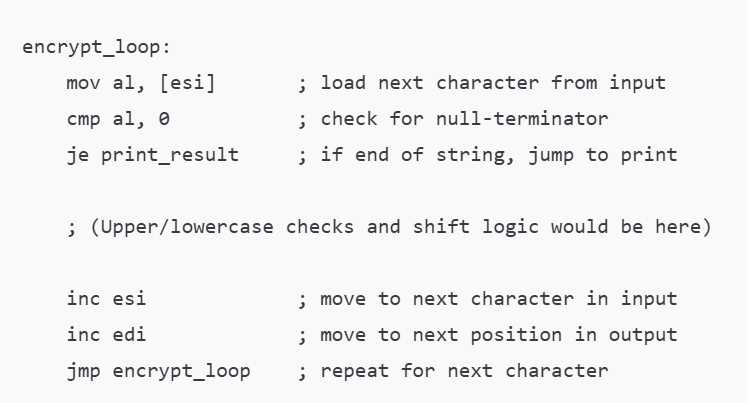 encrypt_loop:
    mov al, [esi]       ; load next character from input
    cmp al, 0           ; check for null-terminator
    je print_result     ; if end of string, jump to print
    ; (Upper/lowercase checks and shift logic would be here)
    inc esi             ; move to next character in input
    inc edi             ; move to next position in output
    jmp encrypt_loop    ; repeat for next character